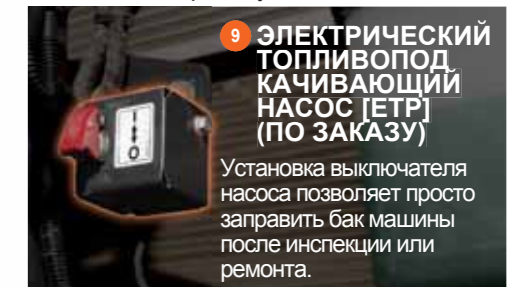 9 ЭЛЕКТРИЧЕСКИЙ
ТОПЛИВОПОД
КАЧИВАЮЩИЙ
НАСОС [ETP]
(ПО ЗАКАЗУ)
Установка выключателя
насоса позволяет просто
заправить бак машины
после инспекции или
ремонта.